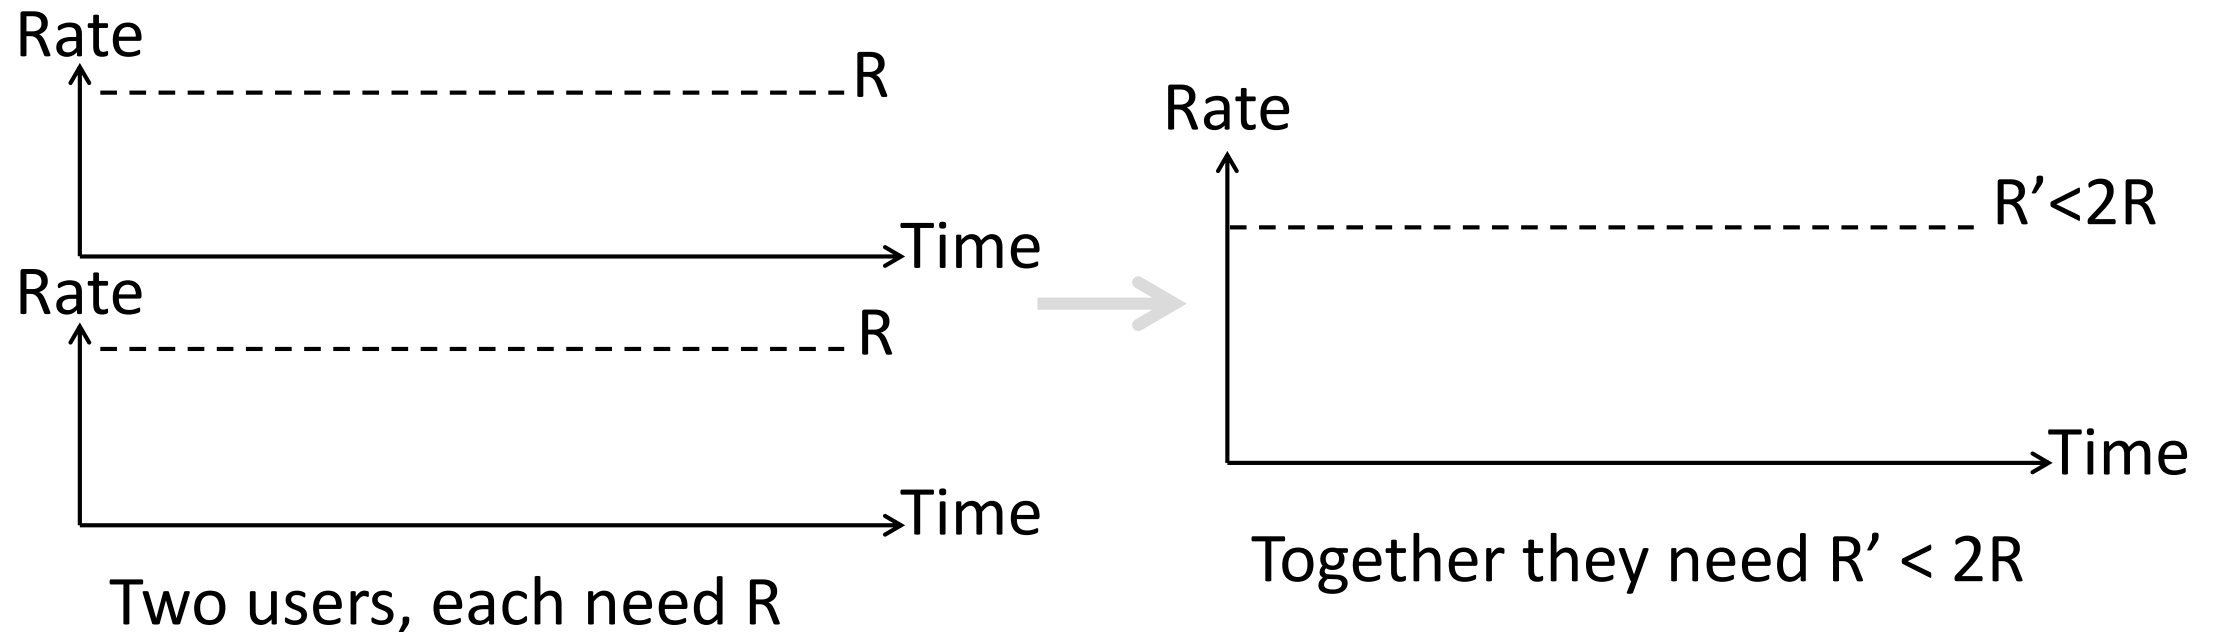 Rate
R
Time
Rate
R
Time
Two users, each need R
Rate
R’<2R
Time
Together they need R’ < 2R